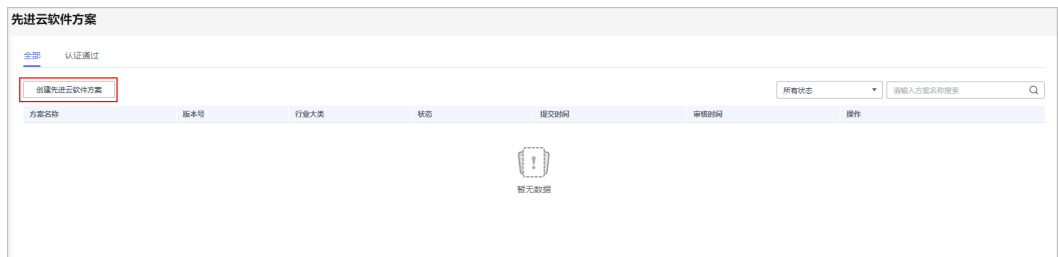 先进云软件方案
全部 认证通过
创建先进云软件方案 所有状态 请输入方案名称搜索
方案名称 版本号 行业大类 状态 提交时间 审核时间 操作
暂无数据